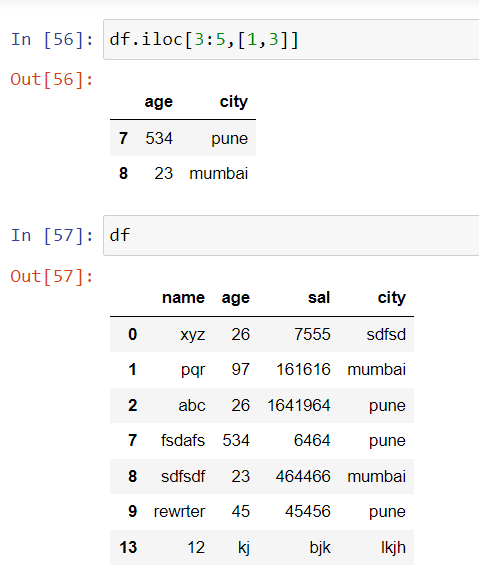 In [56]: df.iloc[3:5,[1,3]]
Out[56]:
age city
7 534 pune
8 23 mumbai
In [57]: df
Out[57]:
name age sal city
0 xyz 26 7555 sdfsd
1 pqr 97 161616 mumbai
2 abc 26 1641964 pune
7 fsdafs 534 6464 pune
8 sdfsdf 23 464466 mumbai
9 rewrter 45 45456 pune
13 12 kj bjk lkjh